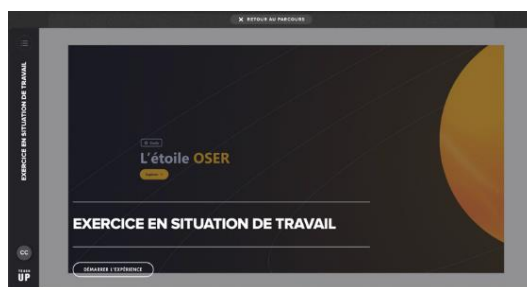 ✕ RETOUR AU PARCOURS
EXERCICE EN SITUATION DE TRAVAIL
L'étoile OSER
EXERCICE EN SITUATION DE TRAVAIL
DÉMARRER L'EXPÉRIENCE
CC
TEACH
UP